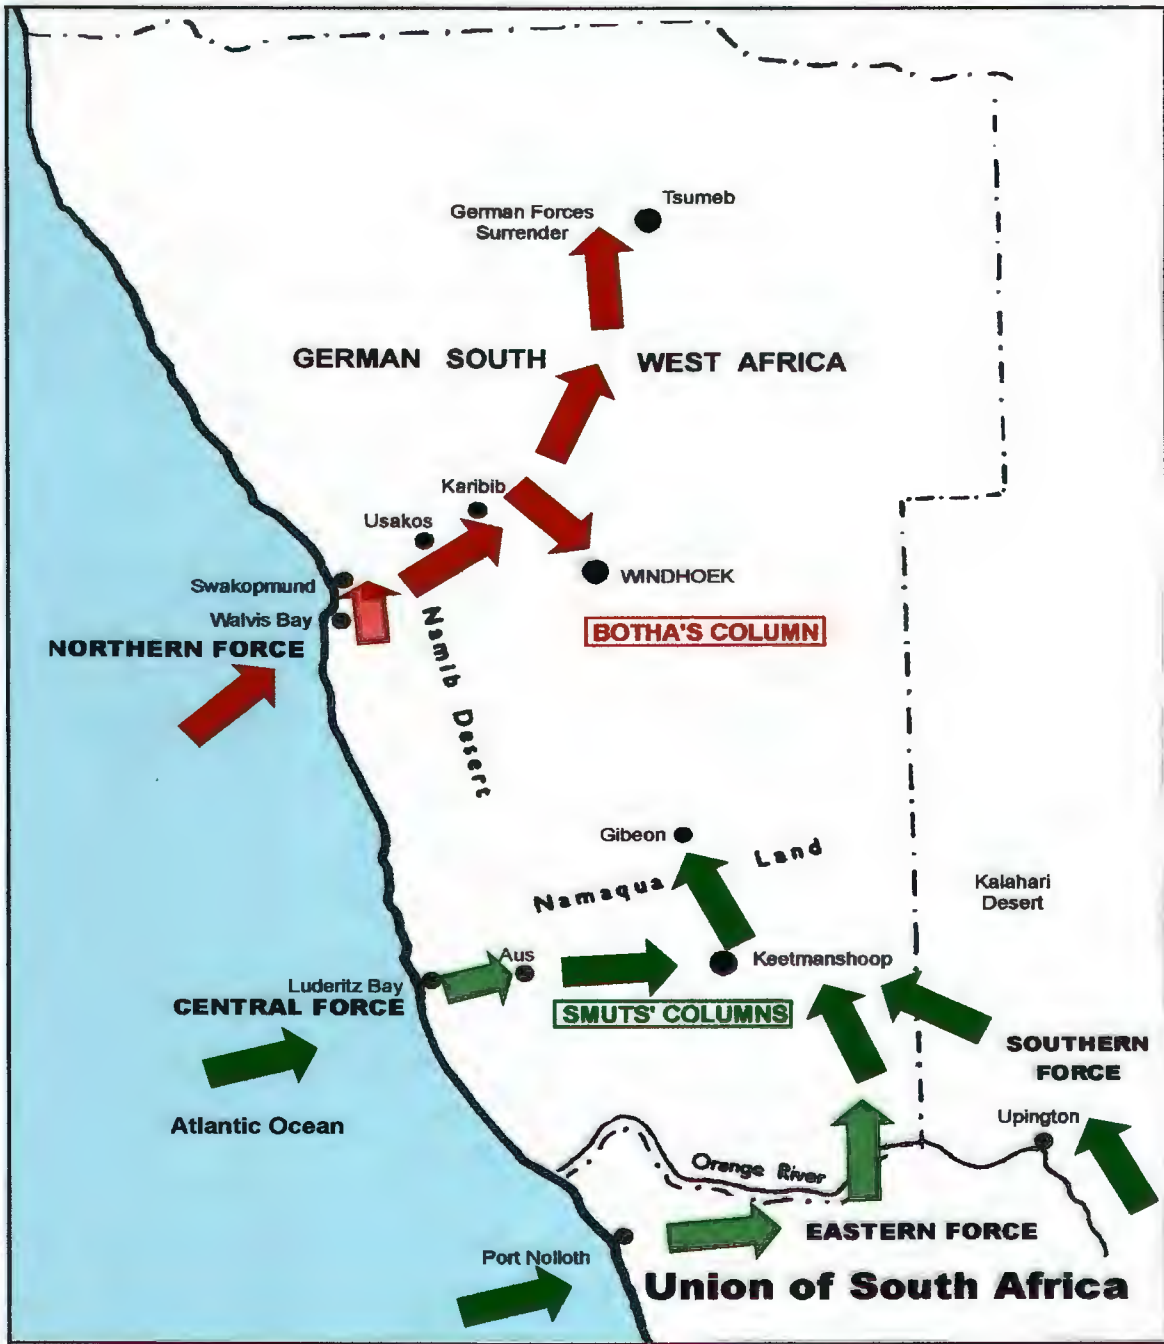 Tsumeb
German Forces
Surrender
GERMAN SOUTH WEST AFRICA
Karibib
Usakos
WINDHOEK
Swakopmund
Walvis Bay
NORTHERN FORCE
BOTHA'S COLUMN
Namib Desert
Gibeon
Namaqua Land
Kalahari
Desert
Aus
Keetmanshoop
Luderitz Bay
CENTRAL FORCE
SMUTS' COLUMNS
SOUTHERN
FORCE
Atlantic Ocean
Upington
Orange River
EASTERN FORCE
Port Nolloth
Union of South Africa